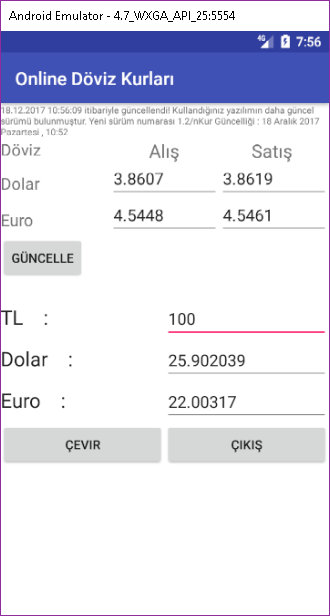 Android Emulator - 4.7_WXGA_API_25:5554
4G 7:56
Online Döviz Kurları
18.12.2017 10:56:09 itibariyle güncellendi! Kullandığınız yazılımın daha güncel
sürümü bulunmuştur. Yeni sürüm numarası 1.2/nKur Güncelliği : 18 Aralık 2017
Pazartesi , 10:52
Döviz Alış Satış
Dolar 3.8607 3.8619
Euro 4.5448 4.5461
GÜNCELLE
TL : 100
Dolar : 25.902039
Euro : 22.00317
ÇEVIR ÇIKIŞ